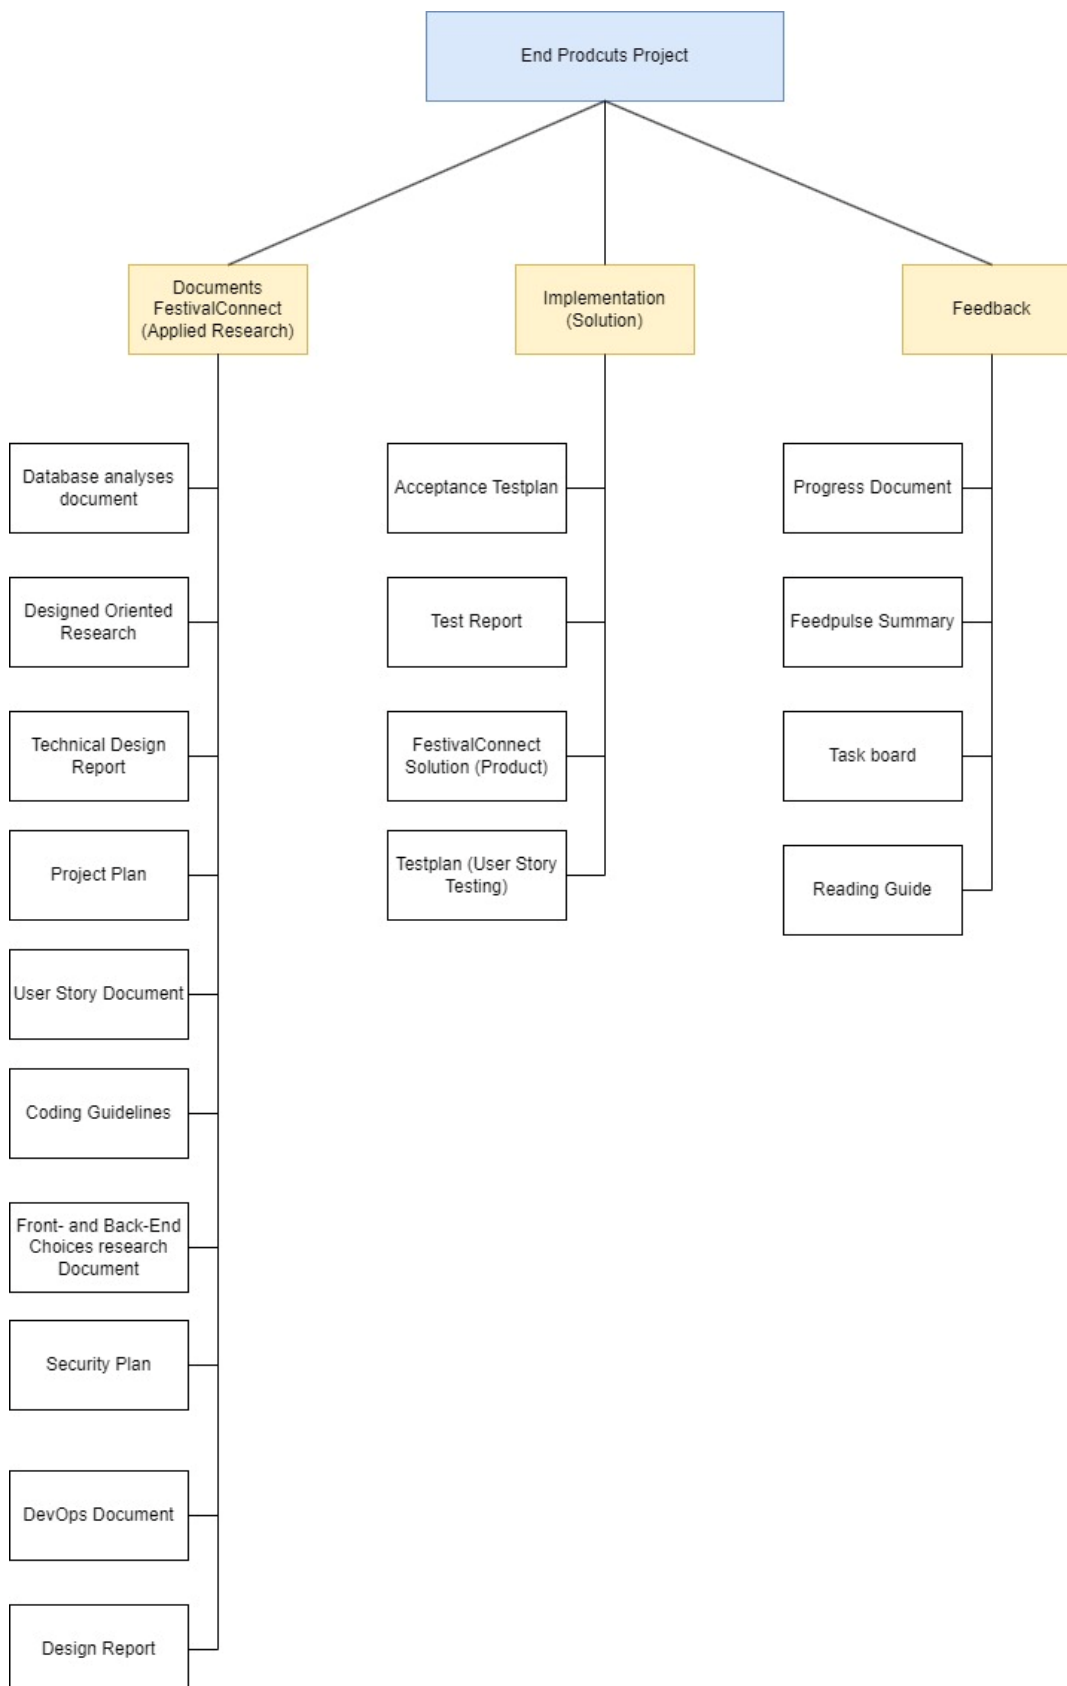 End Prodcuts Project
Documents
FestivalConnect
(Applied Research)
Implementation
(Solution)
Feedback
Database analyses
document
Designed Oriented
Research
Technical Design
Report
Project Plan
User Story Document
Coding Guidelines
Front- and Back-End
Choices research
Document
Security Plan
DevOps Document
Design Report
Acceptance Testplan
Test Report
FestivalConnect
Solution (Product)
Testplan (User Story
Testing)
Progress Document
Feedpulse Summary
Task board
Reading Guide